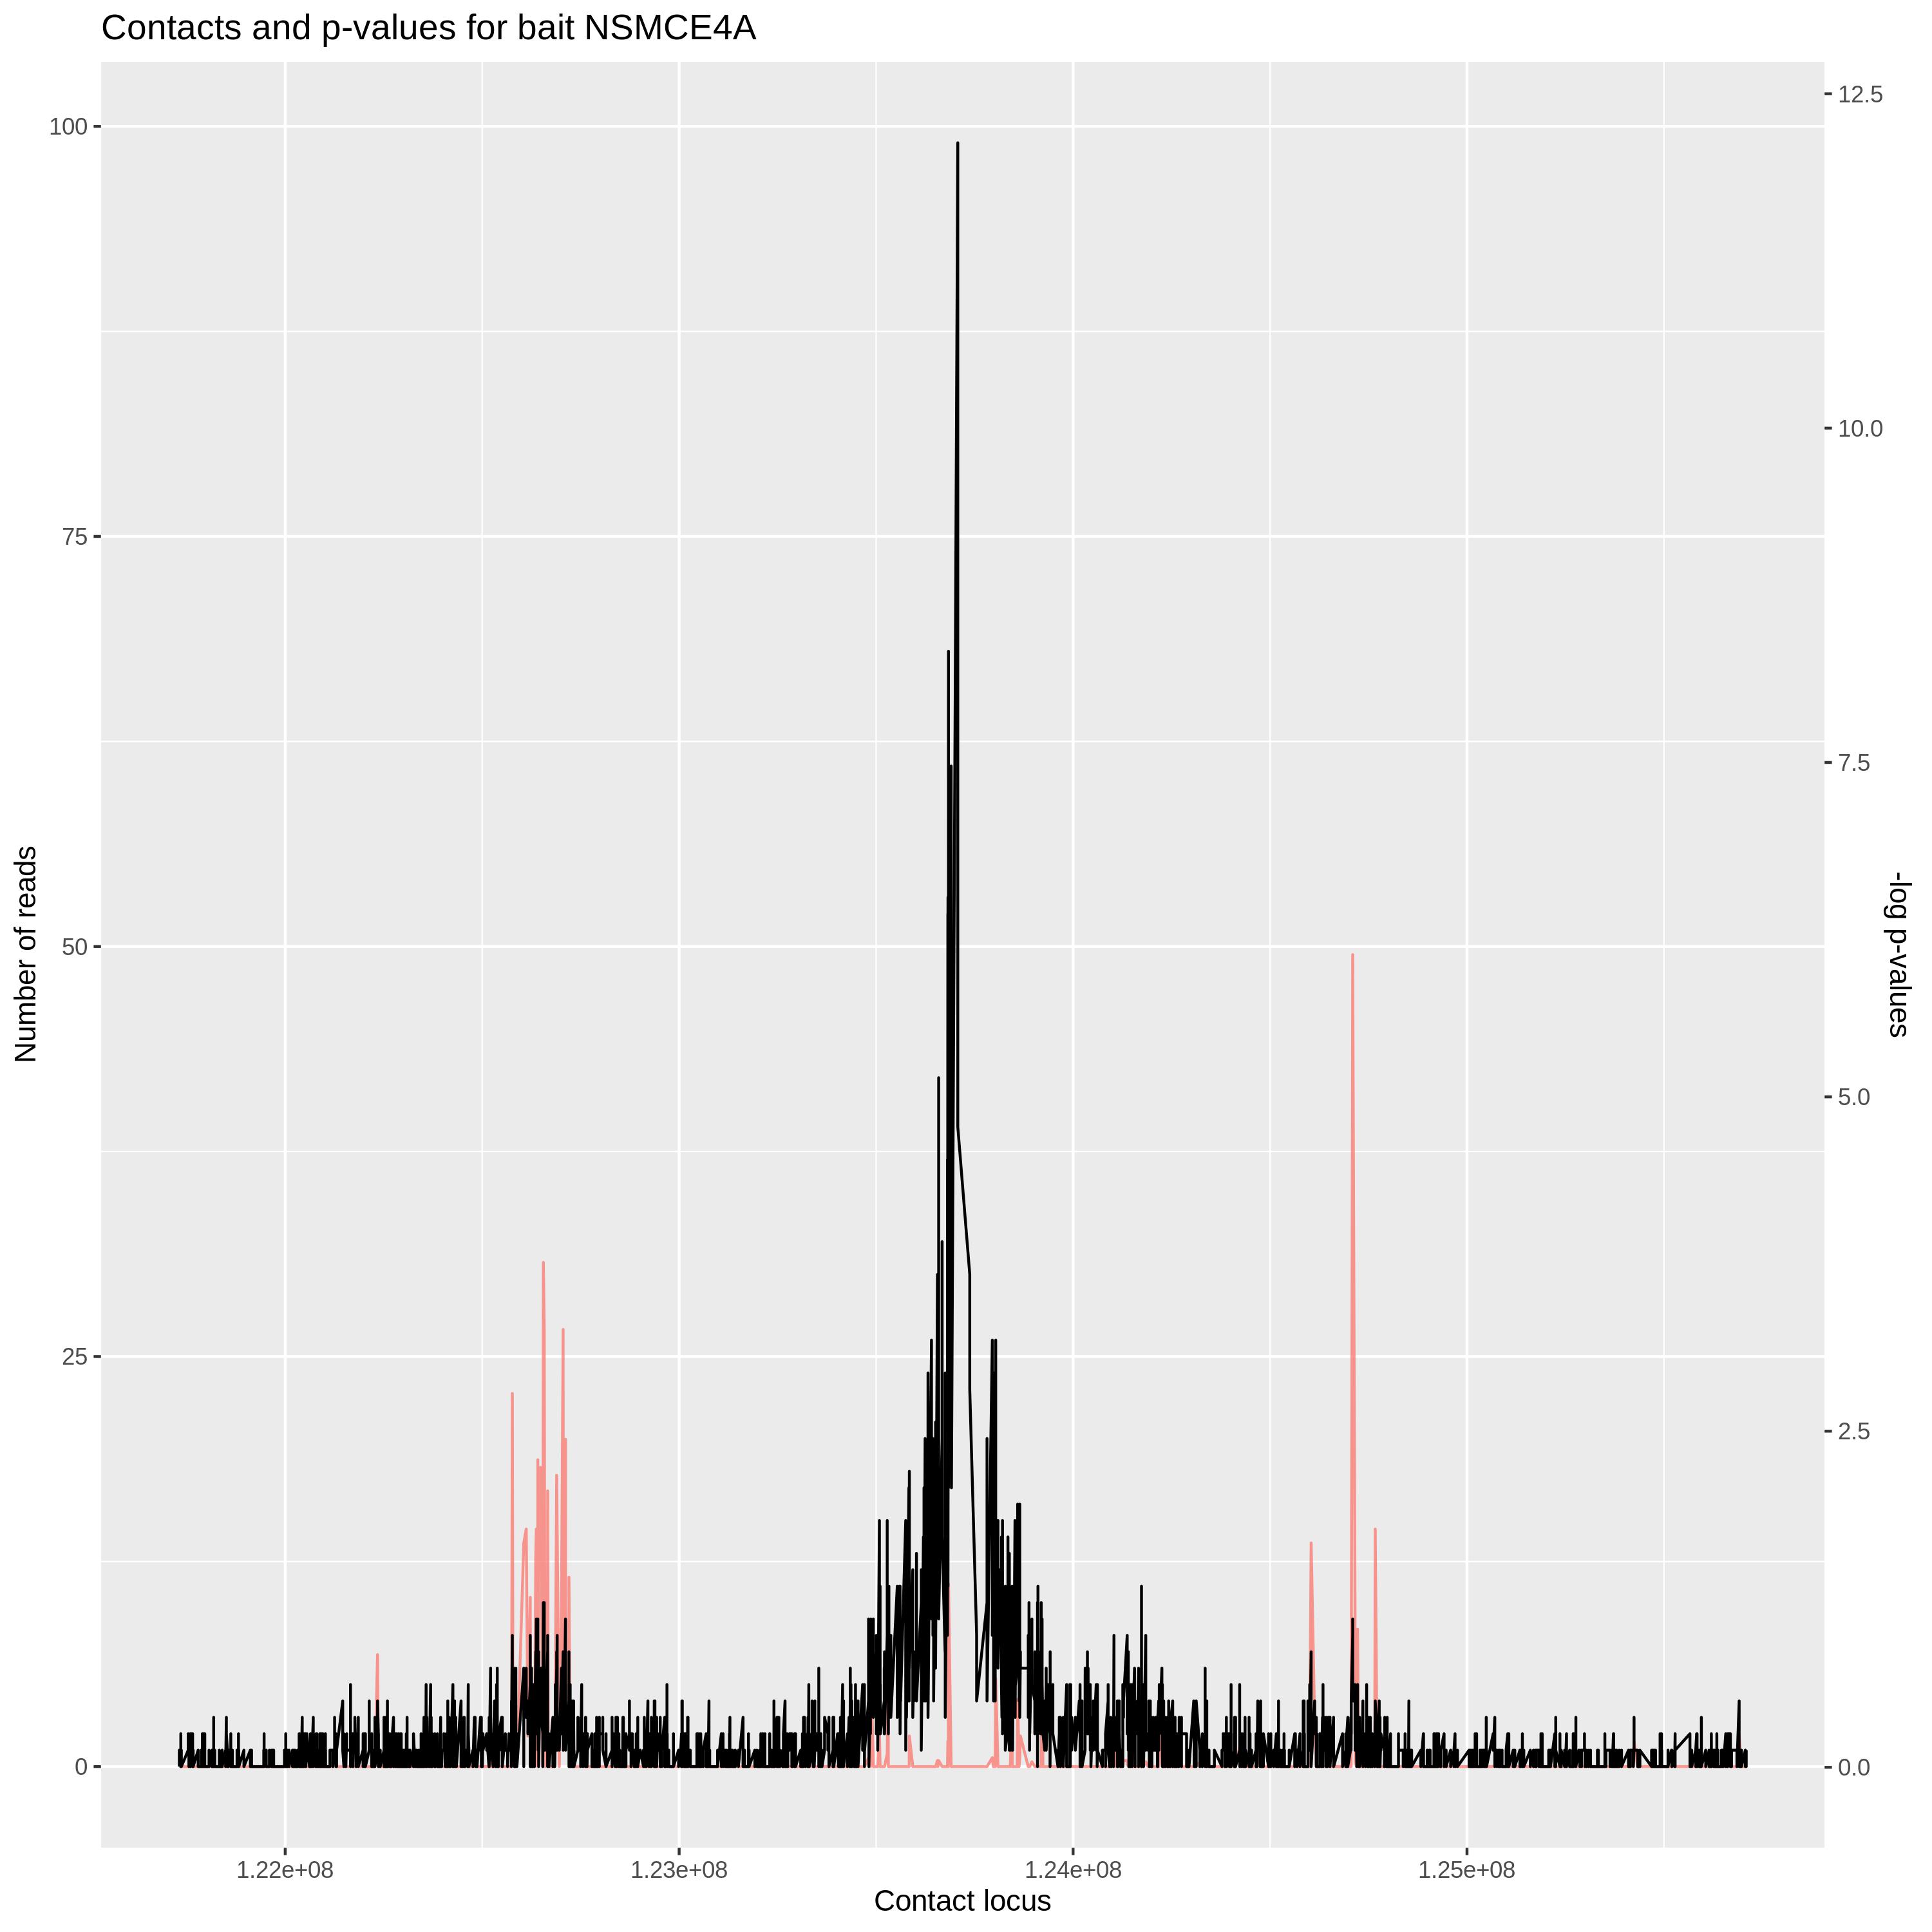 Contacts and p-values for bait NSMCE4A
100
75
50
25
0
Number of reads
12.5
10.0
7.5
5.0
2.5
0.0
-log p-values
1.22e+08
1.23e+08
1.24e+08
1.25e+08
Contact locus